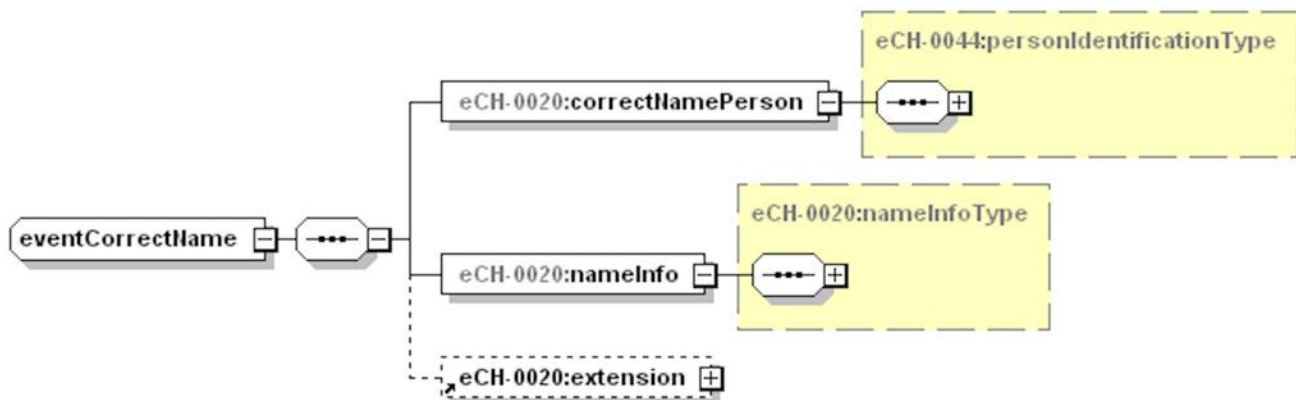 eCH-0044:personIdentificationType
eCH-0020:correctNamePerson
eCH-0020:nameInfoType
eventCorrectName
eCH-0020:nameInfo
eCH-0020:extension